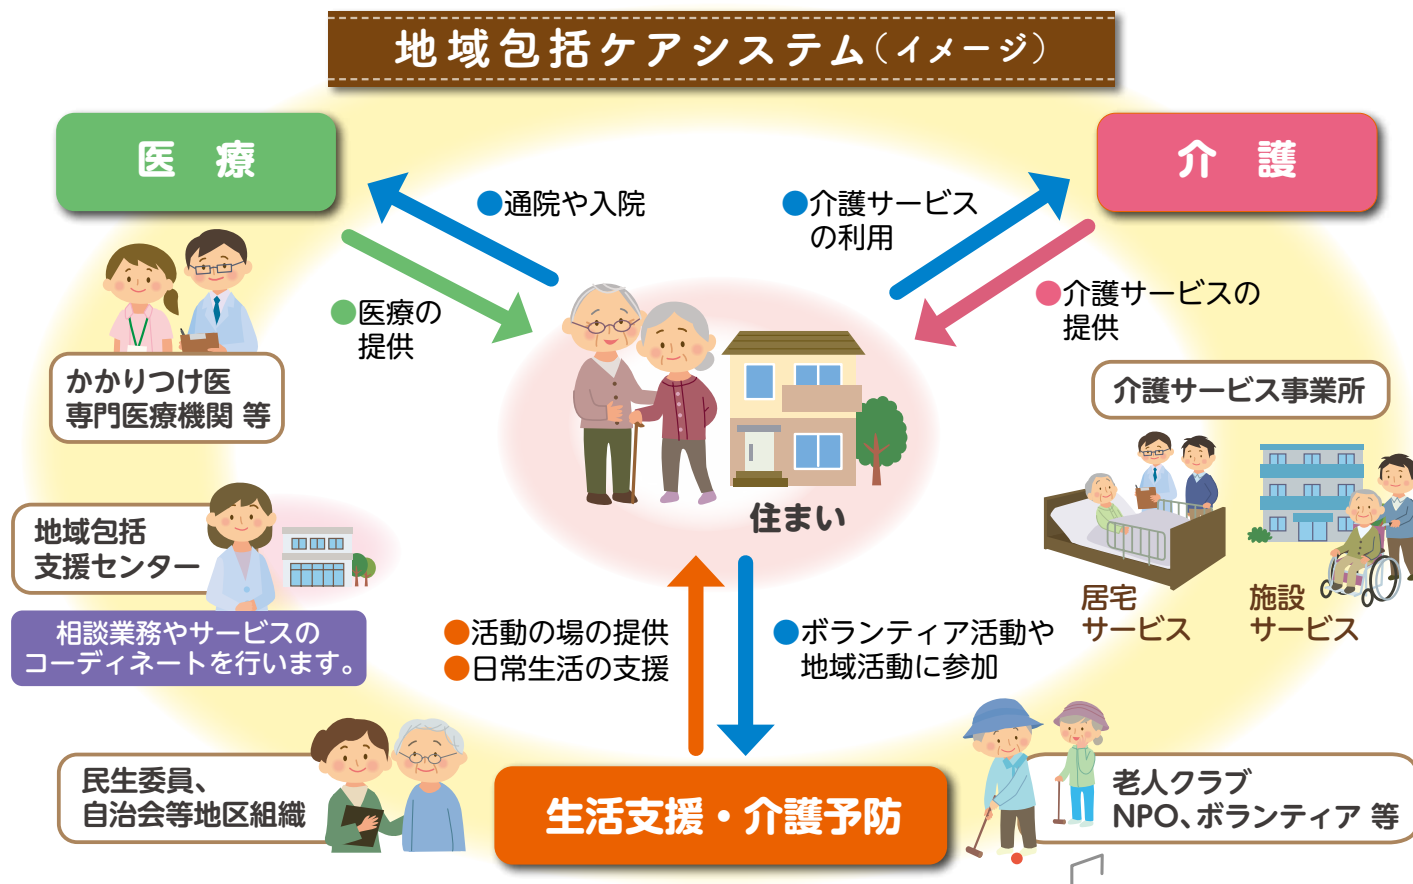 地域包括ケアシステム（イメージ）
医　療
介　護
●通院や入院
●介護サービス
の利用
●医療の
提供
●介護サービスの
提供
かかりつけ医
専門医療機関 等
介護サービス事業所
住まい
地域包括
支援センター
相談業務やサービスの
コーディネートを行います。
居宅
サービス
施設
サービス
●活動の場の提供
●日常生活の支援
●ボランティア活動や
地域活動に参加
民生委員、
自治会等地区組織
生活支援・介護予防
老人クラブ
NPO、ボランティア 等